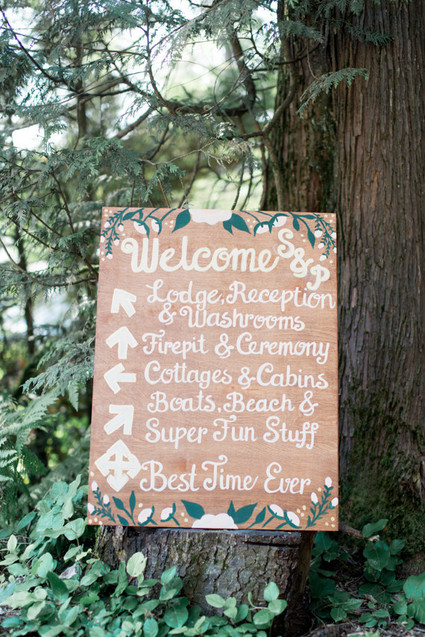 Welcome S&P
Lodge, Reception
& Washrooms
Firepit & Ceremony
Cottages & Cabins
Boats, Beach &
Super Fun Stuff
Best Time Ever